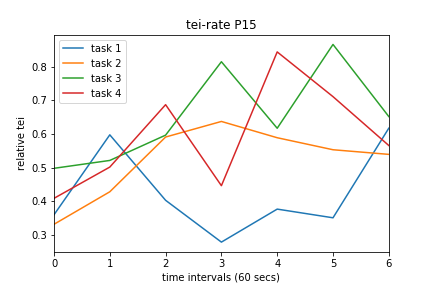 tei-rate P15
task 1
task 2
task 3
task 4
relative tei
0.8
0.7
0.6
0.5
0.4
0.3
0 1 2 3 4 5 6
time intervals (60 secs)